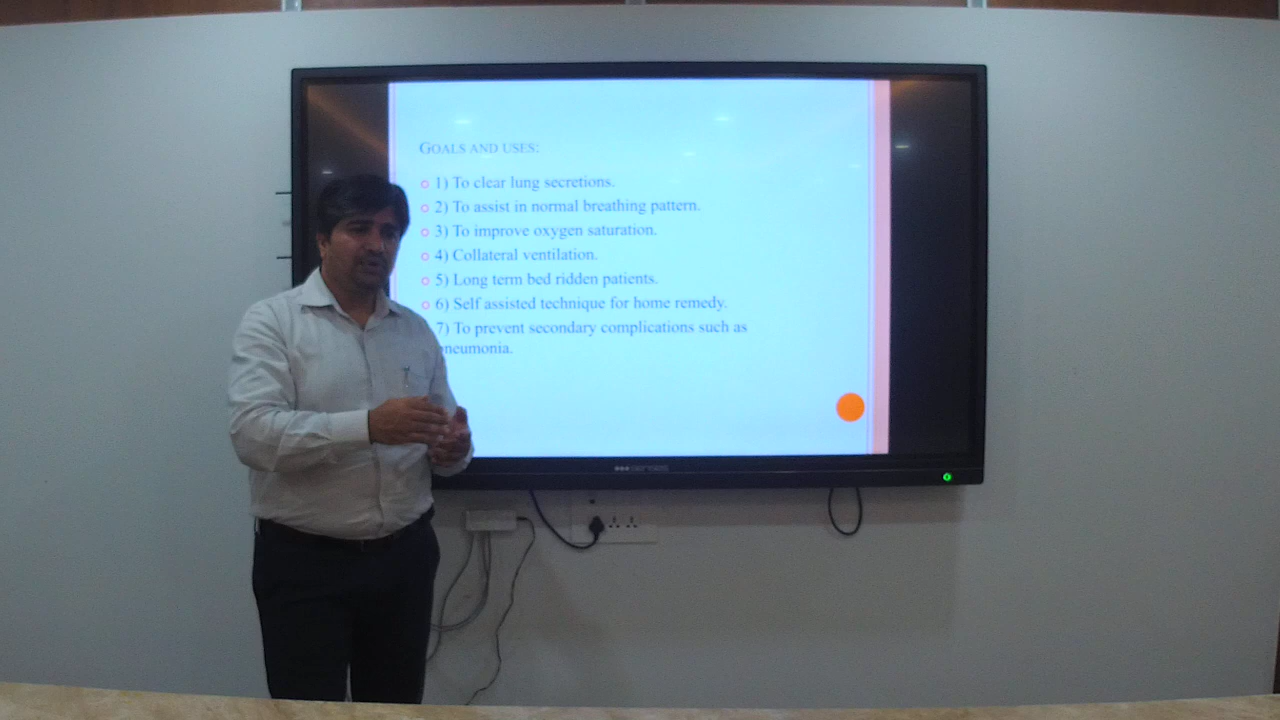 GOALS AND USES:
1) To clear lung secretions.
2) To assist in normal breathing pattern.
3) To improve oxygen saturation.
4) Collateral ventilation.
5) Long term bed ridden patients.
6) Self assisted technique for home remedy.
7) To prevent secondary complications such as
pneumonia.